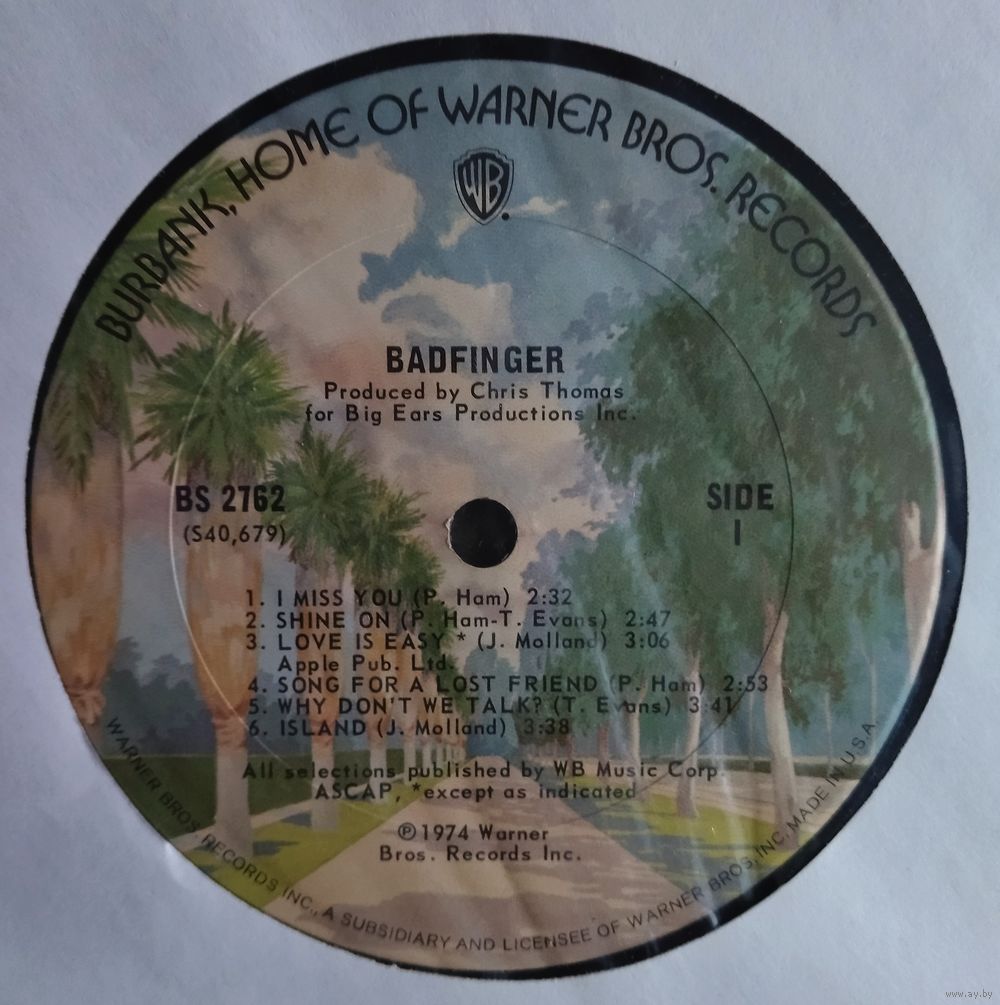 BURBANK, HOME OF WARNER BROS. RECORDS
WB
BADFINGER
Produced by Chris Thomas
for Big Ears Productions Inc.
BS 2762
(S40,679)
SIDE
1
1. I MISS YOU (P. Ham) 2:32
2. SHINE ON (P. Ham-T. Evans) 2:47
3. LOVE IS EASY * (J. Molland) 3:06
Apple Pub. Ltd.
4. SONG FOR A LOST FRIEND (P. Ham) 2:53
5. WHY DON'T WE TALK? (T. Evans) 3:41
6. ISLAND (J. Molland) 3:38
All selections published by WB Music Corp.
ASCAP, *except as indicated
℗1974 Warner
Bros. Records Inc.
WARNER BROS. RECORDS INC., A SUBSIDIARY AND LICENSEE OF WARNER BROS., INC. MADE IN U.S.A.
www.ay.by